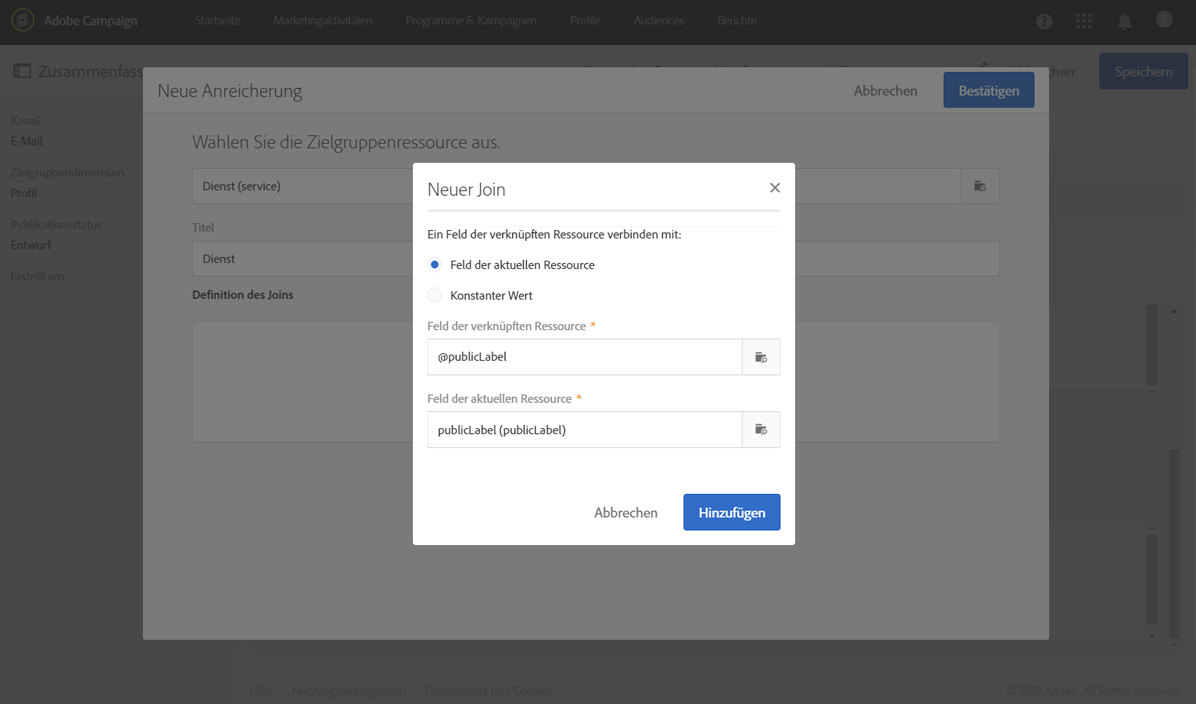 Adobe Campaign
Startseite
Marketingaktivitäten
Programme & Kampagnen
Profile
Audiences
Berichte
Zusammenfass
chen
Speichern
Kanal
E-Mail
Zielgruppendimension
Profil
Publikationsstatus
Entwurf
Erstellt am
Neue Anreicherung
Abbrechen
Bestätigen
Wählen Sie die Zielgruppenressource aus.
Dienst (service)
Titel
Dienst
Definition des Joins
Neuer Join
Ein Feld der verknüpften Ressource verbinden mit:
Feld der aktuellen Ressource
Konstanter Wert
Feld der verknüpften Ressource *
@publicLabel
Feld der aktuellen Ressource *
publicLabel (publicLabel)
Abbrechen
Hinzufügen
Hilfe
Nutzungsbedingungen
Datenschutz und Cookies
© 2019 Adobe. All Rights Reserved.